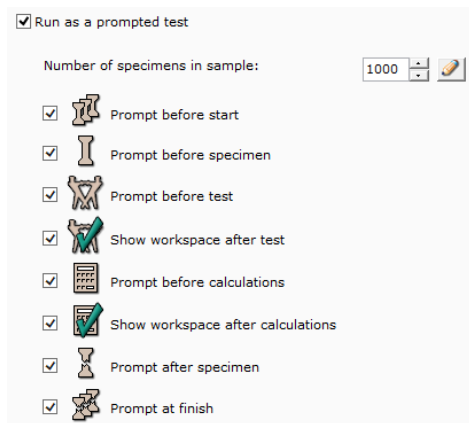 Run as a prompted test
Number of specimens in sample: 1000
Prompt before start
Prompt before specimen
Prompt before test
Show workspace after test
Prompt before calculations
Show workspace after calculations
Prompt after specimen
Prompt at finish